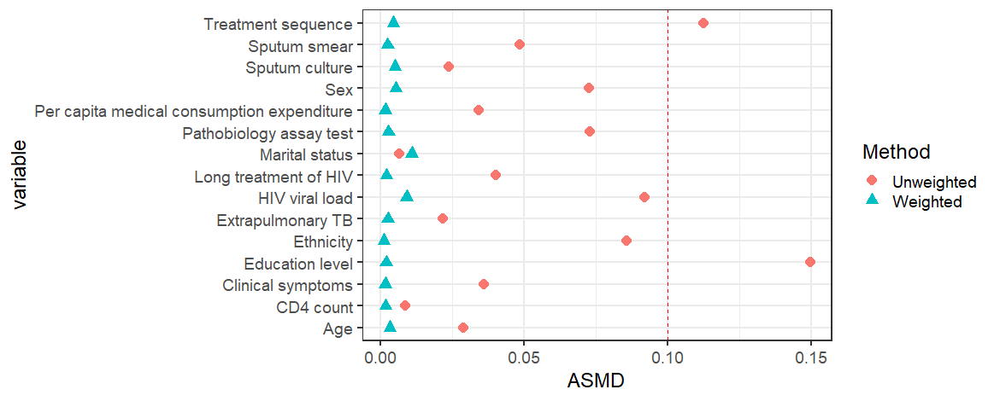 variable
Treatment sequence
Sputum smear
Sputum culture
Sex
Per capita medical consumption expenditure
Pathobiology assay test
Marital status
Long treatment of HIV
HIV viral load
Extrapulmonary TB
Ethnicity
Education level
Clinical symptoms
CD4 count
Age
0.00 0.05 0.10 0.15
ASMD
Method
Unweighted
Weighted